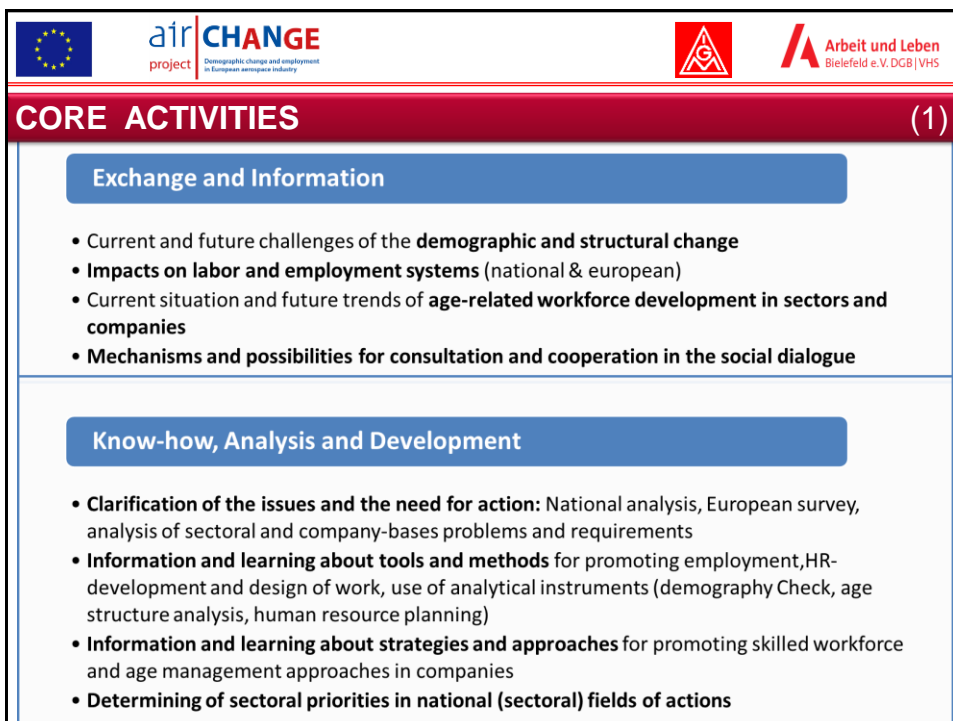 air CHANGE
project Demographic change and employment
in European aerospace industry
IGM
Arbeit und Leben
Bielefeld e.V. DGB|VHS
CORE ACTIVITIES (1)
Exchange and Information
• Current and future challenges of the demographic and structural change
• Impacts on labor and employment systems (national & european)
• Current situation and future trends of age-related workforce development in sectors and
companies
• Mechanisms and possibilities for consultation and cooperation in the social dialogue
Know-how, Analysis and Development
• Clarification of the issues and the need for action: National analysis, European survey,
analysis of sectoral and company-bases problems and requirements
• Information and learning about tools and methods for promoting employment,HR-
development and design of work, use of analytical instruments (demography Check, age
structure analysis, human resource planning)
• Information and learning about strategies and approaches for promoting skilled workforce
and age management approaches in companies
• Determining of sectoral priorities in national (sectoral) fields of actions